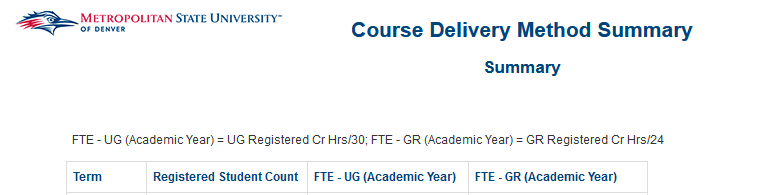 METROPOLITAN STATE UNIVERSITY™
OF DENVER
Course Delivery Method Summary
Summary
FTE - UG (Academic Year) = UG Registered Cr Hrs/30; FTE - GR (Academic Year) = GR Registered Cr Hrs/24
Term Registered Student Count FTE - UG (Academic Year) FTE - GR (Academic Year)